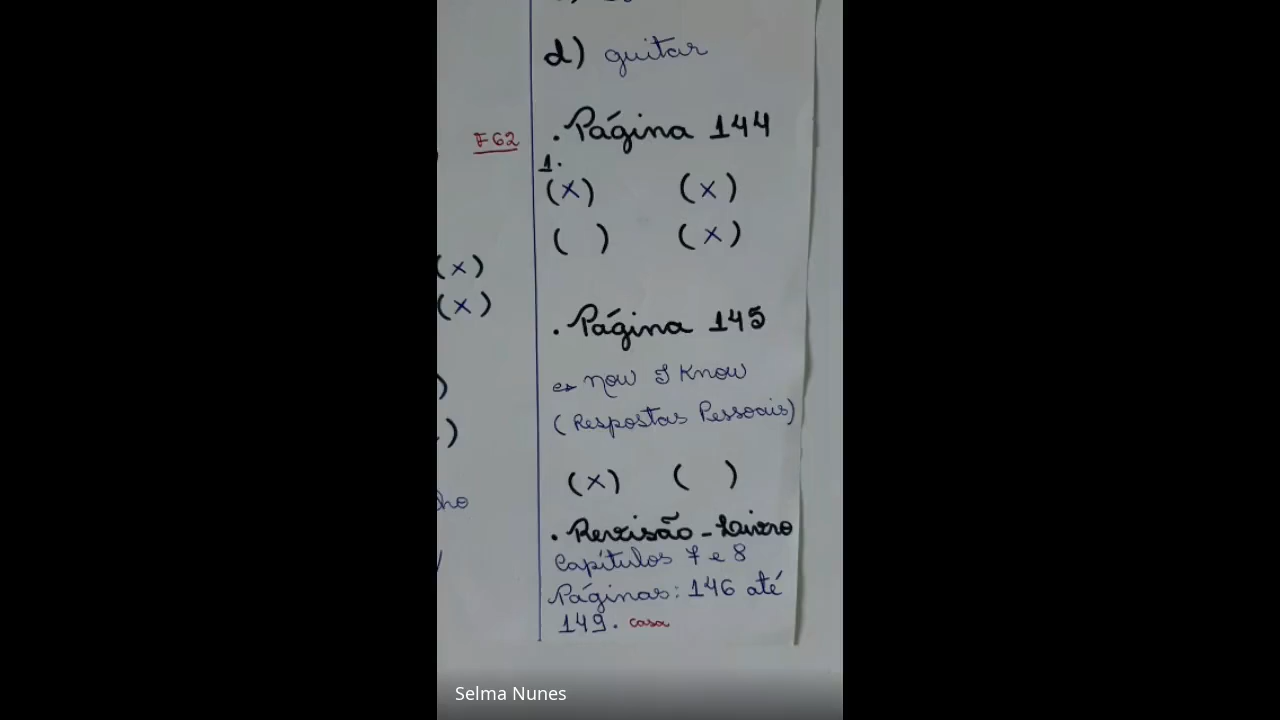 d) guitar
F62
. Página 144
1.
(x) (x)
( ) (x)
(x)
(x)
. Página 145
Now I Know
(Respostas Pessoais)
(x) ( )
. Revisão - Livro
Capítulos 7 e 8
Páginas: 146 até
149. casa
Selma Nunes